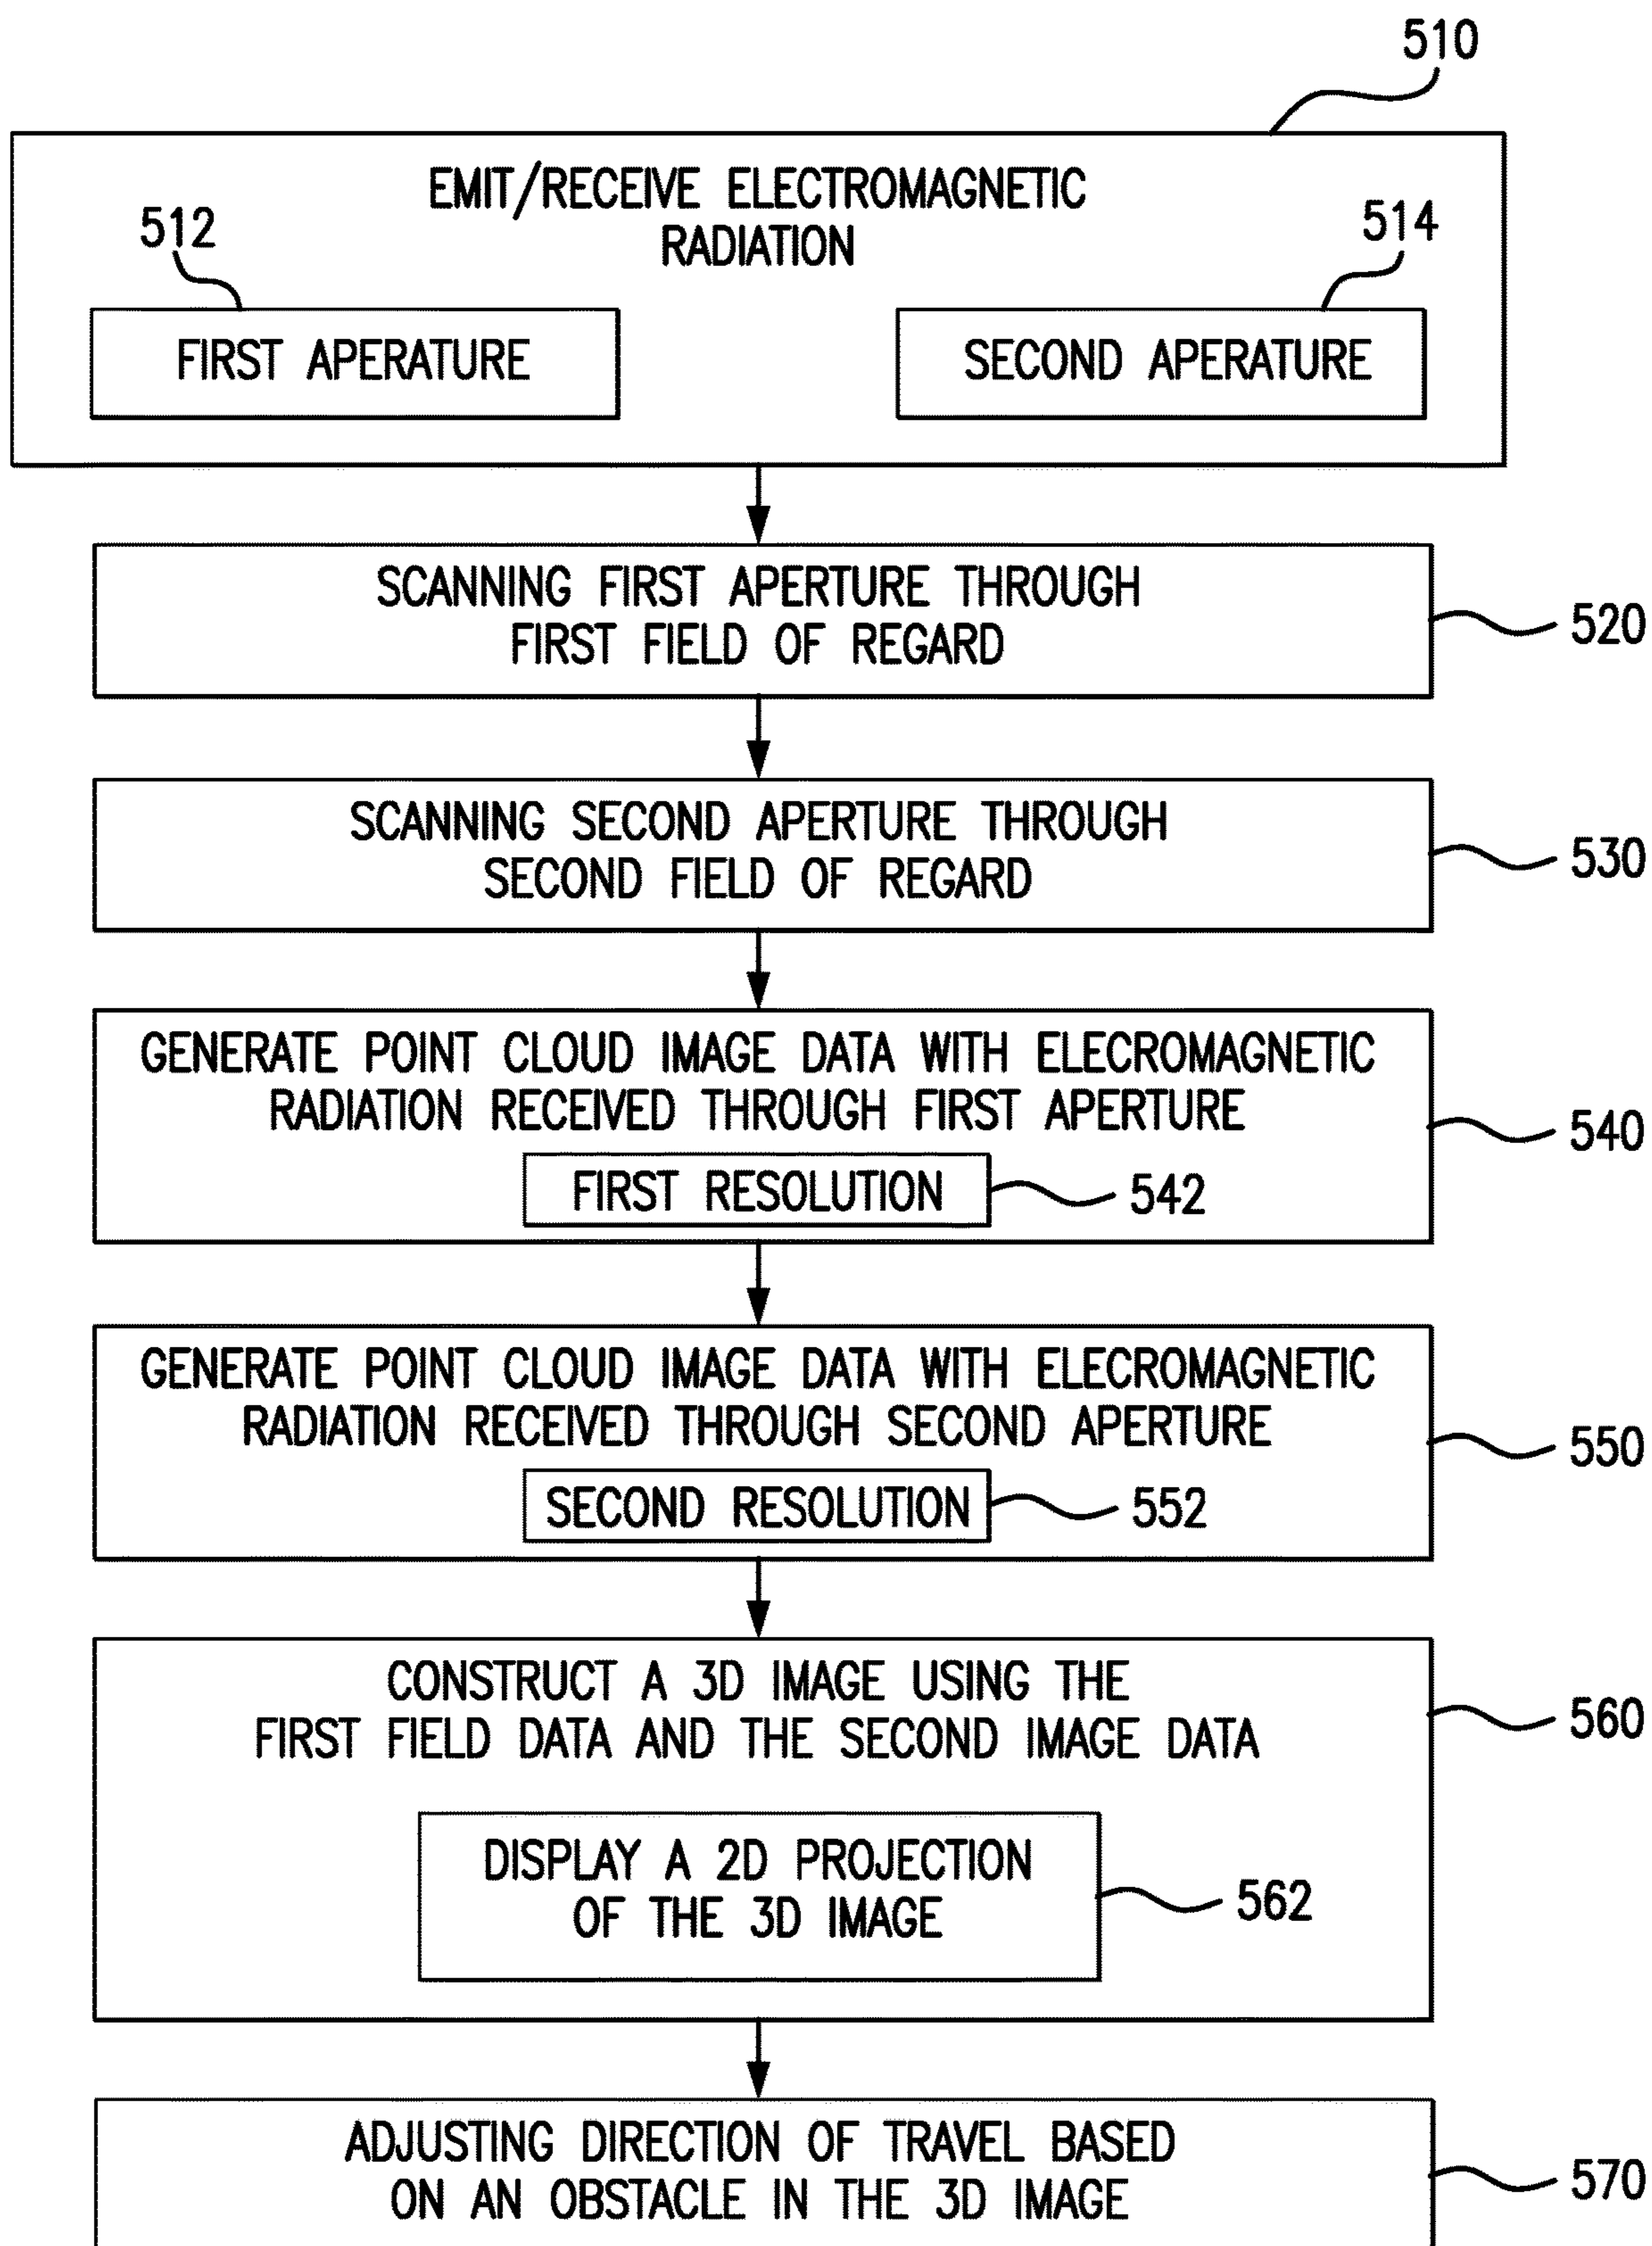 510
EMIT/RECEIVE ELECTROMAGNETIC
RADIATION
512
514
FIRST APERATURE
SECOND APERATURE
SCANNING FIRST APERTURE THROUGH
FIRST FIELD OF REGARD
520
SCANNING SECOND APERTURE THROUGH
SECOND FIELD OF REGARD
530
GENERATE POINT CLOUD IMAGE DATA WITH ELECROMAGNETIC
RADIATION RECEIVED THROUGH FIRST APERTURE
540
FIRST RESOLUTION
542
GENERATE POINT CLOUD IMAGE DATA WITH ELECROMAGNETIC
RADIATION RECEIVED THROUGH SECOND APERTURE
550
SECOND RESOLUTION
552
CONSTRUCT A 3D IMAGE USING THE
FIRST FIELD DATA AND THE SECOND IMAGE DATA
560
DISPLAY A 2D PROJECTION
OF THE 3D IMAGE
562
ADJUSTING DIRECTION OF TRAVEL BASED
ON AN OBSTACLE IN THE 3D IMAGE
570